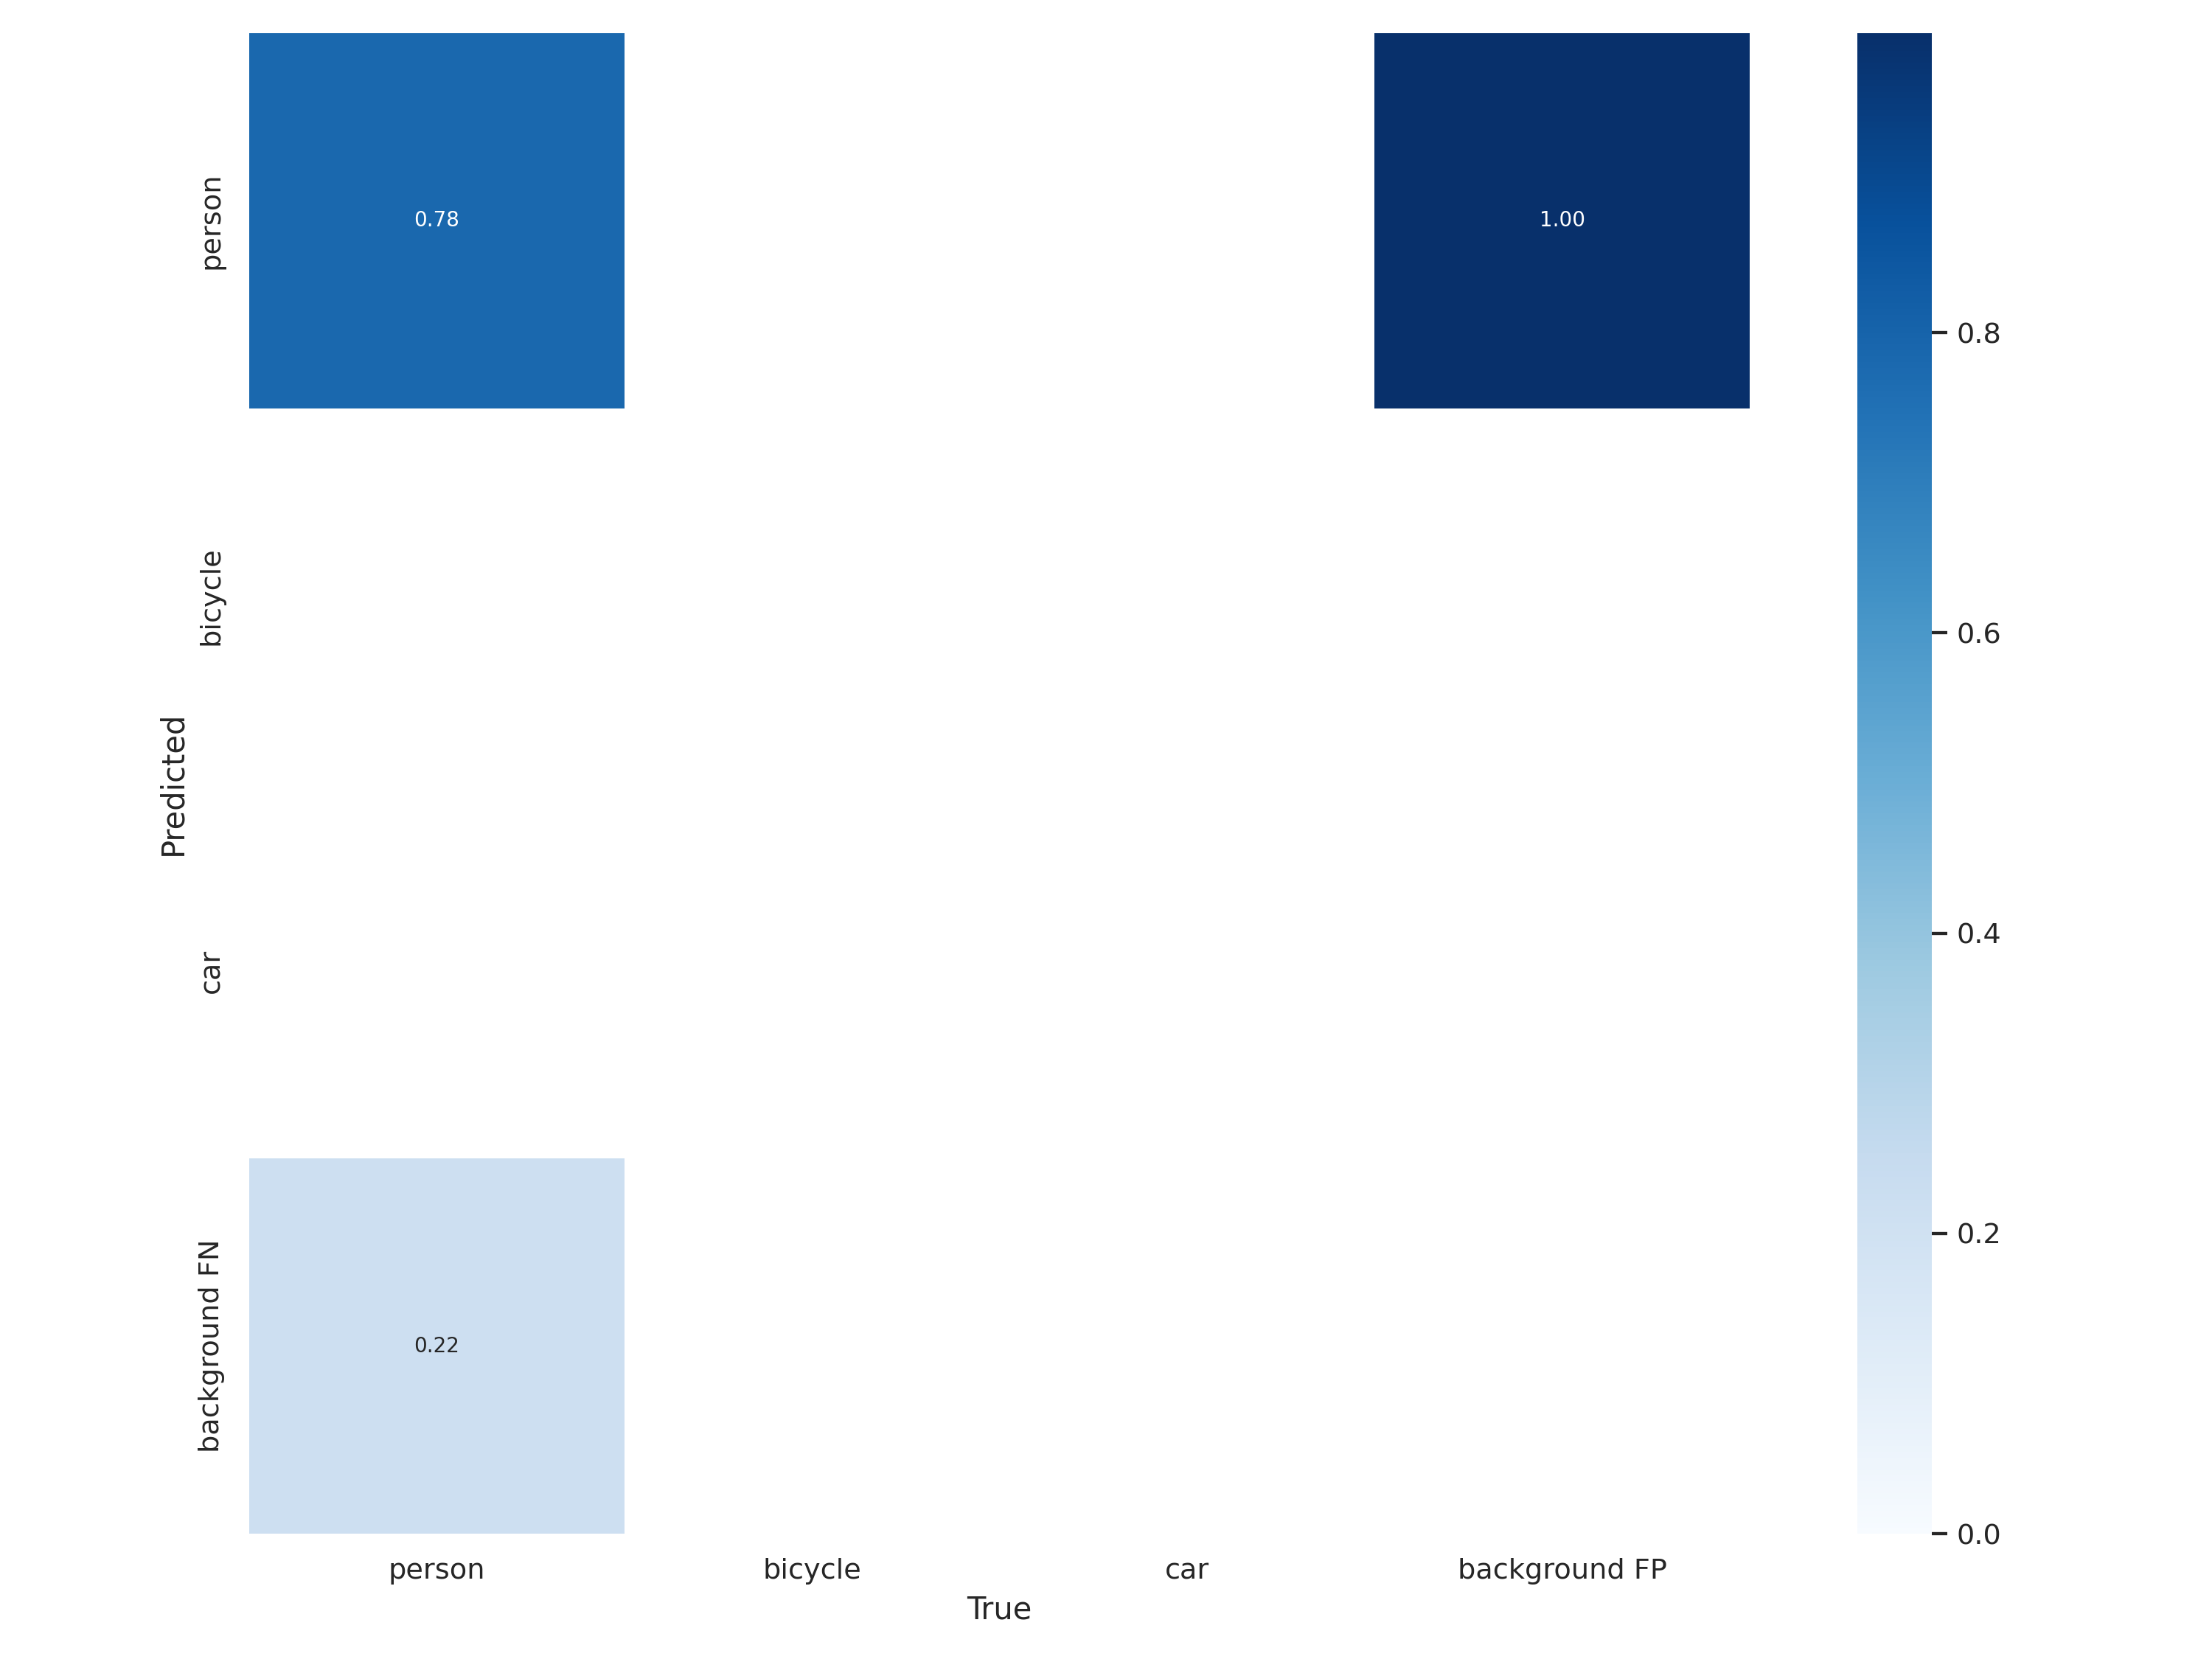 person
0.78
1.00
bicycle
Predicted
car
background FN
0.22
person
bicycle
car
background FP
True
0.8
0.6
0.4
0.2
0.0